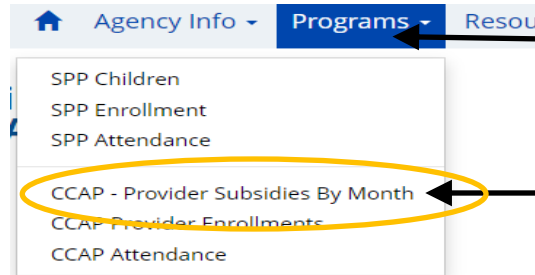 Agency Info Programs
SPP Children
SPP Enrollment
SPP Attendance
CCAP - Provider Subsidies By Month
CCAP Provider Enrollments
CCAP Attendance